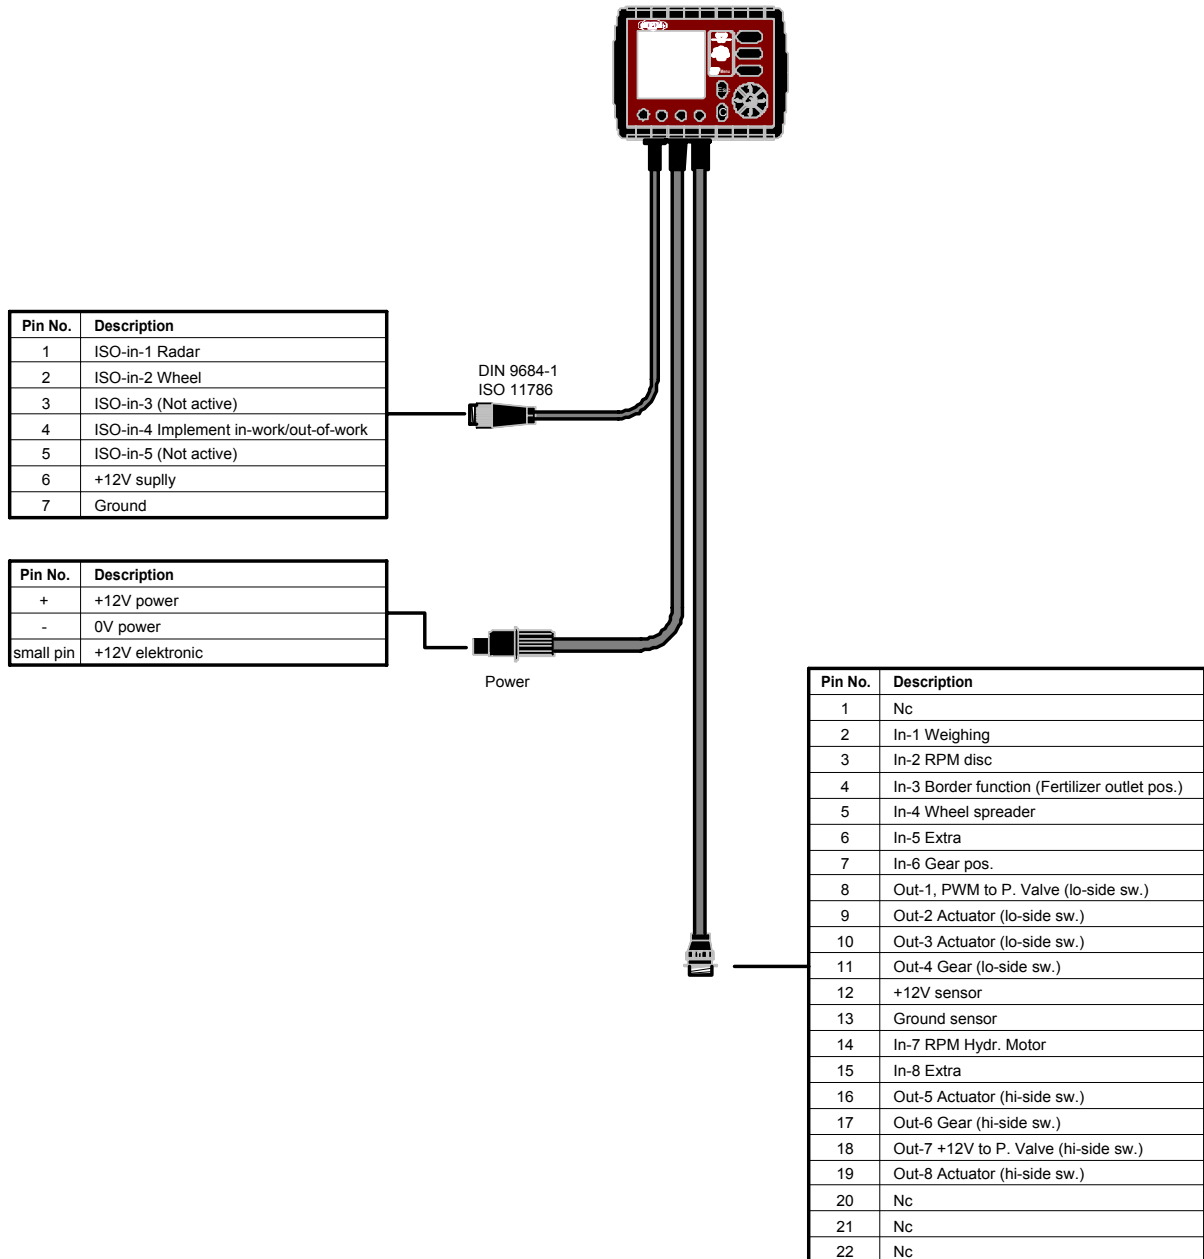 Pin No. Description
1 ISO-in-1 Radar
2 ISO-in-2 Wheel
3 ISO-in-3 (Not active)
4 ISO-in-4 Implement in-work/out-of-work
5 ISO-in-5 (Not active)
6 +12V suplly
7 Ground
DIN 9684-1
ISO 11786
Pin No. Description
+ +12V power
- 0V power
small pin +12V elektronic
Power
Pin No. Description
1 Nc
2 In-1 Weighing
3 In-2 RPM disc
4 In-3 Border function (Fertilizer outlet pos.)
5 In-4 Wheel spreader
6 In-5 Extra
7 In-6 Gear pos.
8 Out-1, PWM to P. Valve (lo-side sw.)
9 Out-2 Actuator (lo-side sw.)
10 Out-3 Actuator (lo-side sw.)
11 Out-4 Gear (lo-side sw.)
12 +12V sensor
13 Ground sensor
14 In-7 RPM Hydr. Motor
15 In-8 Extra
16 Out-5 Actuator (hi-side sw.)
17 Out-6 Gear (hi-side sw.)
18 Out-7 +12V to P. Valve (hi-side sw.)
19 Out-8 Actuator (hi-side sw.)
20 Nc
21 Nc
22 Nc